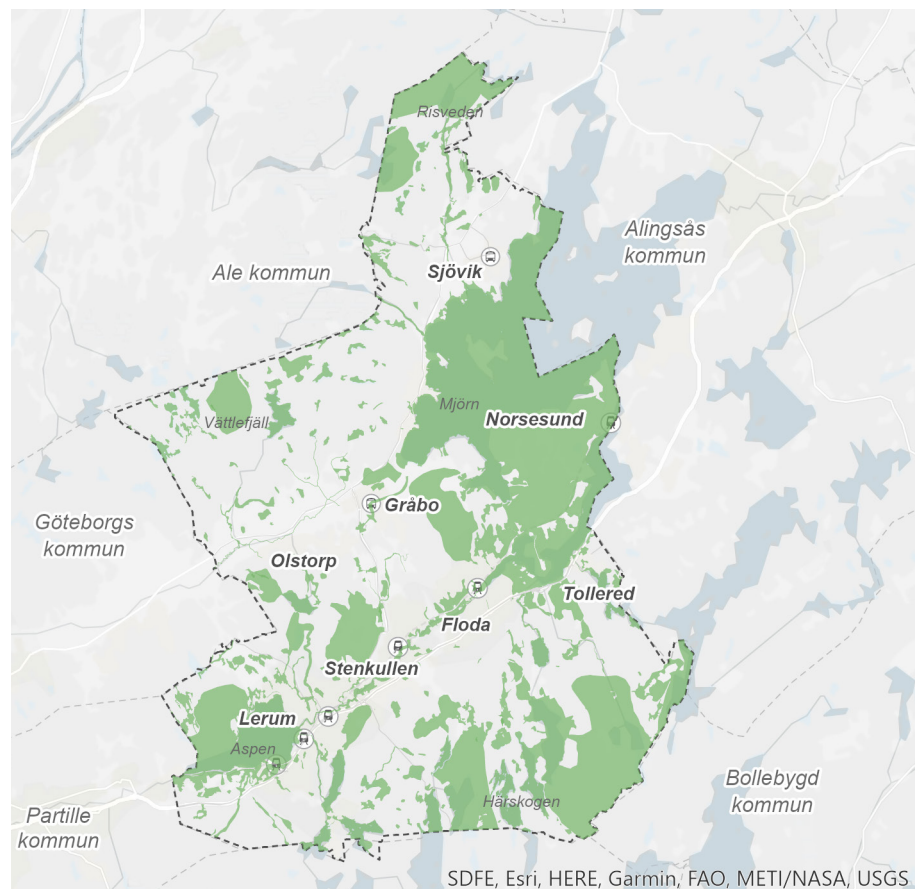 Risveden
Alingsås
kommun
Ale kommun
Sjövik
Mjörn
Norsesund
Vättlefjäll
Gråbo
Göteborgs
kommun
Olstorp
Tollered
Floda
Stenkullen
Lerum
Aspen
Härskogen
Bollebygd
kommun
Partille
kommun
SDFE, Esri, HERE, Garmin, FAO, METI/NASA, USGS